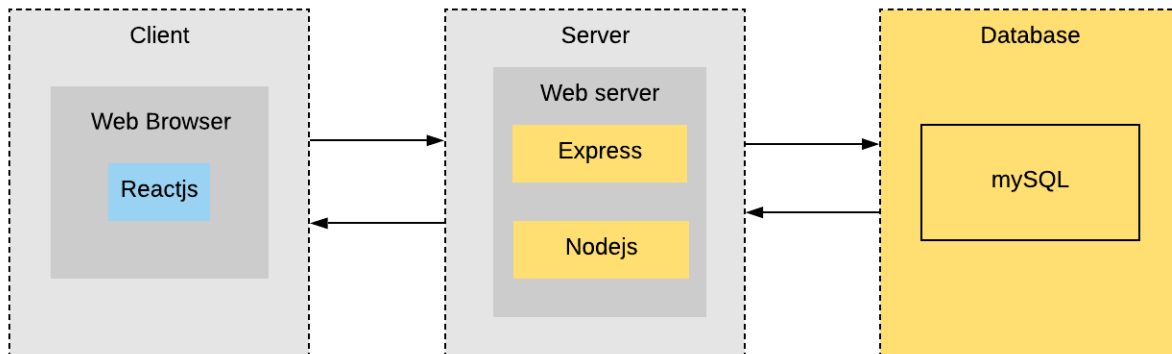 Client
Web Browser
Reactjs
Server
Web server
Express
Nodejs
Database
mySQL